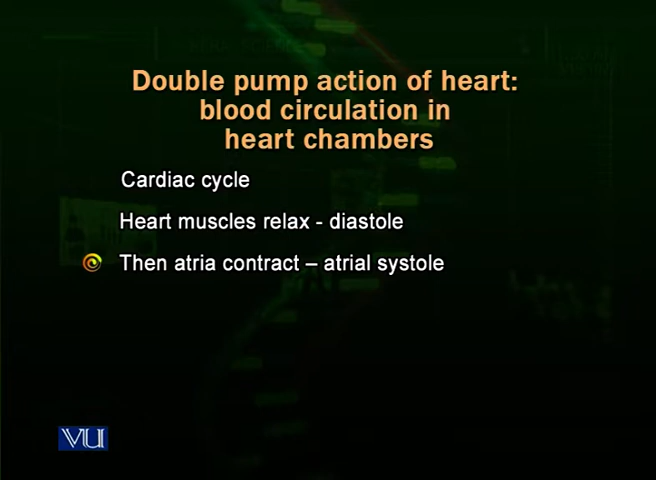 Double pump action of heart:
blood circulation in
heart chambers
Cardiac cycle
Heart muscles relax - diastole
Then atria contract – atrial systole
VU